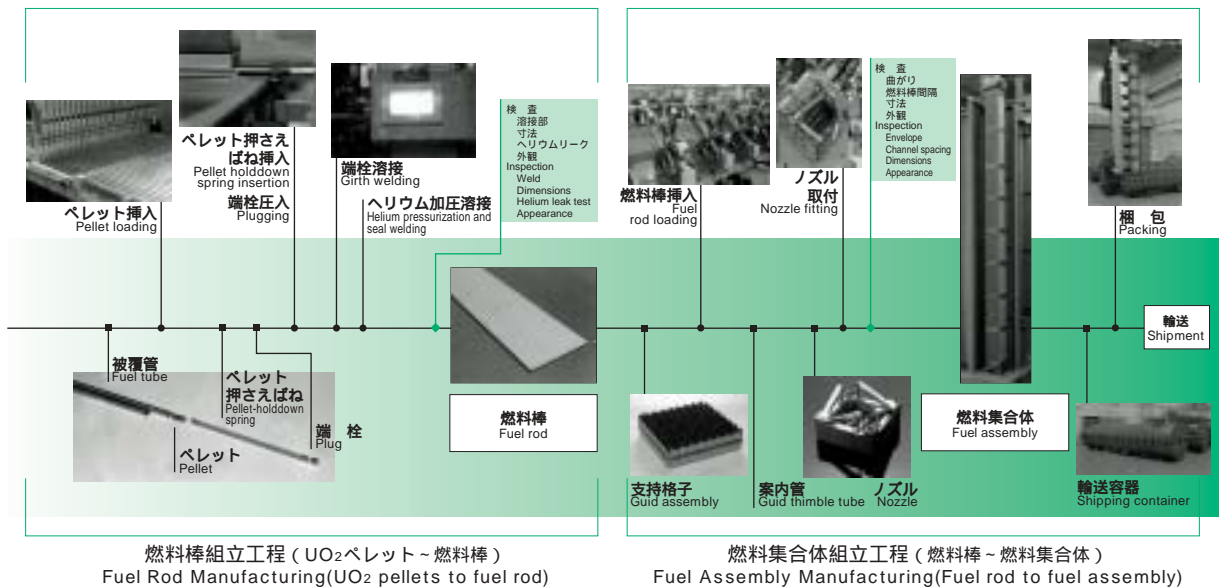 ペレット挿入
Pellet loading
ペレット押さえ
ばね挿入
Pellet holddown
spring insertion
端栓圧入
Plugging
端栓溶接
Girth welding
ヘリウム加圧溶接
Helium pressurization and
seal welding
検 査
溶接部
寸法
ヘリウムリーク
外観
Inspection
Weld
Dimensions
Helium leak test
Appearance
被覆管
Fuel tube
ペレット
押さえばね
Pellet-holddown
spring
端 栓
Plug
ペレット
Pellet
燃料棒
Fuel rod
燃料棒組立工程(UO2ペレット~燃料棒)
Fuel Rod Manufacturing(UO2 pellets to fuel rod)
燃料棒挿入
Fuel
rod loading
ノズル
取付
Nozzle fitting
検 査
曲がり
燃料棒間隔
寸法
外観
Inspection
Envelope
Channel spacing
Dimensions
Appearance
梱 包
Packing
輸送
Shipment
支持格子
Guid assembly
案内管
Guid thimble tube
ノズル
Nozzle
燃料集合体
Fuel assembly
輸送容器
Shipping container
燃料集合体組立工程(燃料棒~燃料集合体)
Fuel Assembly Manufacturing(Fuel rod to fuel assembly)